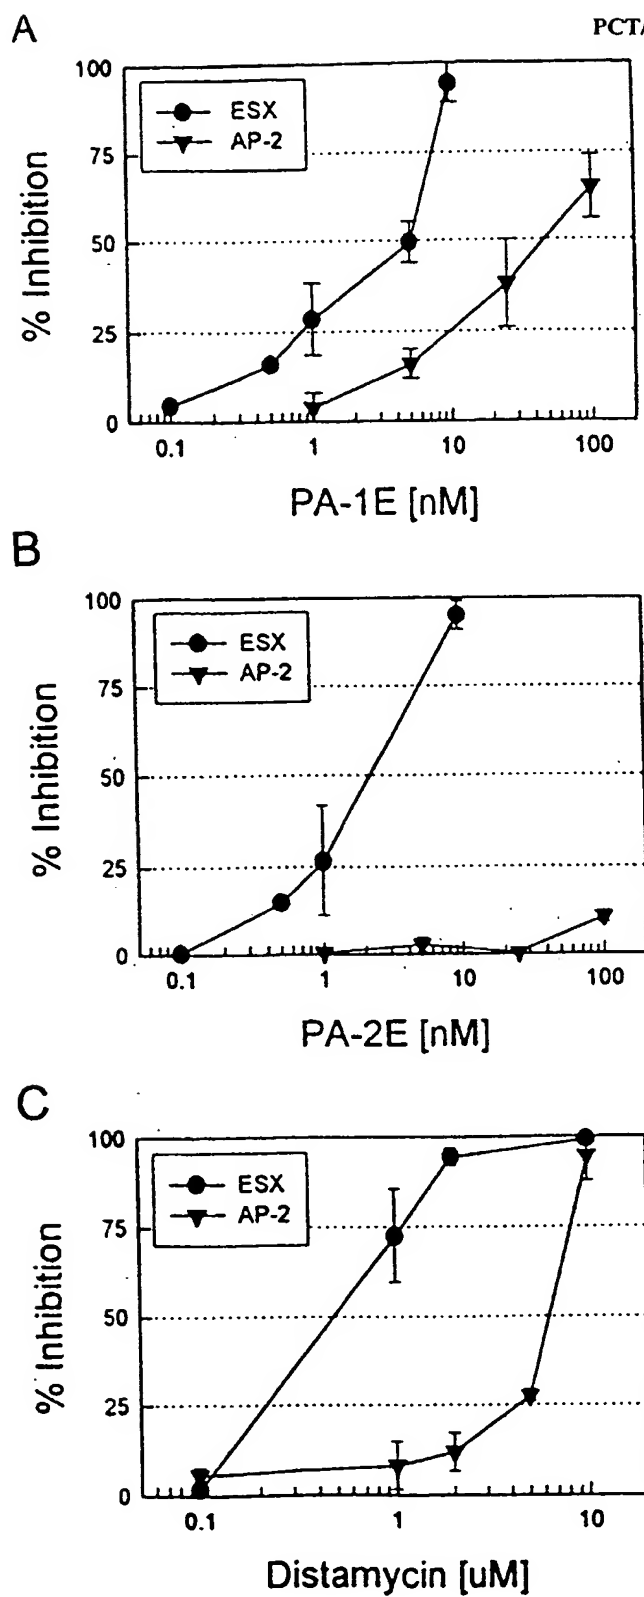 A
PCT/
100
75
50
25
0
% Inhibition
ESX
AP-2
0.1 1 10 100
PA-1E [nM]
B
100
75
50
25
0
% Inhibition
ESX
AP-2
0.1 1 10 100
PA-2E [nM]
C
100
75
50
25
0
% Inhibition
ESX
AP-2
0.1 1 10
Distamycin [uM]